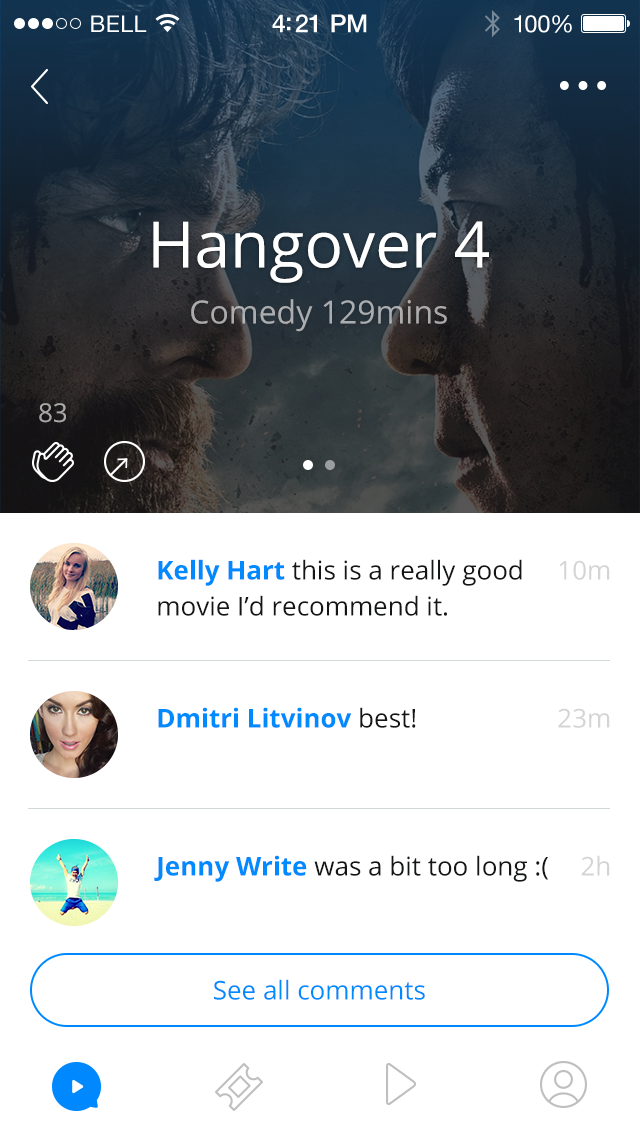 BELL 4:21 PM 100%
Hangover 4
Comedy 129mins
83
Kelly Hart this is a really good 10m
movie I’d recommend it.
Dmitri Litvinov best! 23m
Jenny Write was a bit too long :( 2h
See all comments